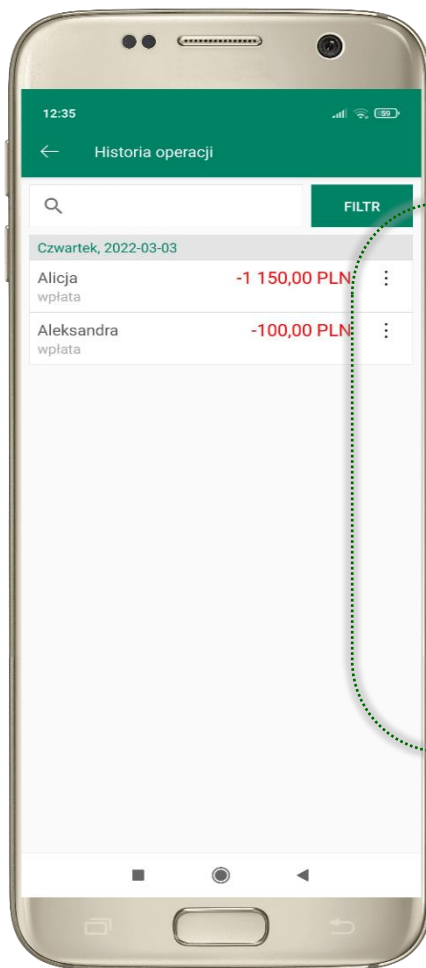 12:35
59
Historia operacji
FILTR
Czwartek, 2022-03-03
Alicja -1 150,00 PLN
wpłata
Aleksandra -100,00 PLN
wpłata